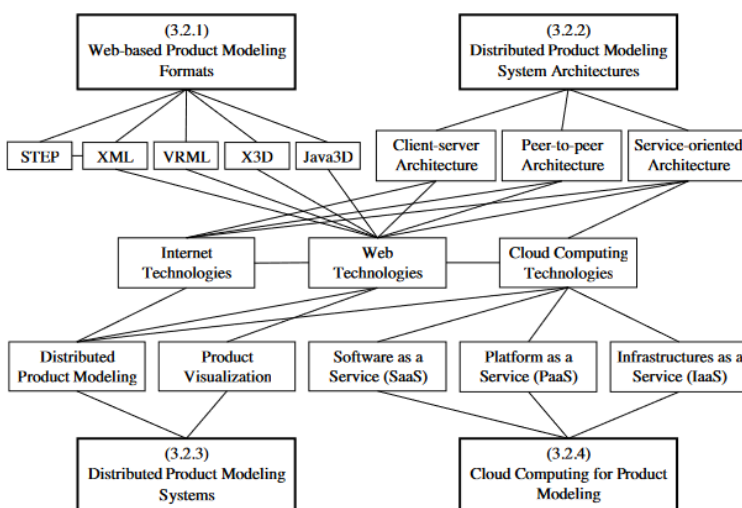 (3.2.1)
Web-based Product Modeling
Formats
(3.2.2)
Distributed Product Modeling
System Architectures
STEP
XML
VRML
X3D
Java3D
Client-server
Architecture
Peer-to-peer
Architecture
Service-oriented
Architecture
Internet
Technologies
Web
Technologies
Cloud Computing
Technologies
Distributed
Product Modeling
Product
Visualization
Software as a
Service (SaaS)
Platform as a
Service (PaaS)
Infrastructures as a
Service (IaaS)
(3.2.3)
Distributed Product Modeling
Systems
(3.2.4)
Cloud Computing for Product
Modeling